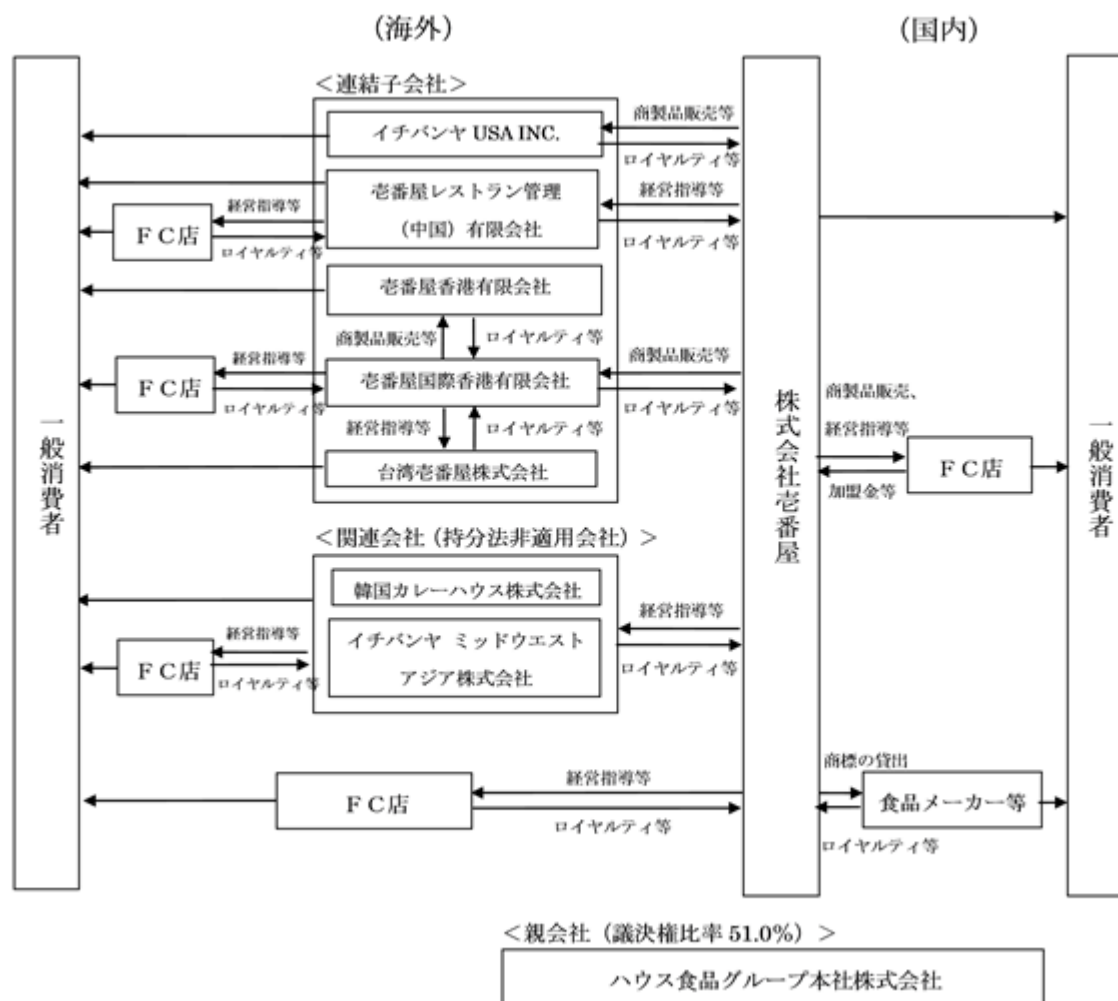 (海外)
(国内)
一般消費者
＜連結子会社＞
イチバンヤ USA INC.
商製品販売等
ロイヤルティ等
壱番屋レストラン管理
（中国）有限会社
経営指導等
ロイヤルティ等
経営指導等
ＦＣ店
ロイヤルティ等
壱番屋香港有限会社
商製品販売等
ロイヤルティ等
経営指導等
ＦＣ店
ロイヤルティ等
壱番屋国際香港有限会社
商製品販売等
ロイヤルティ等
経営指導等
ロイヤルティ等
台湾壱番屋株式会社
＜関連会社（持分法非適用会社）＞
韓国カレーハウス株式会社
イチバンヤ ミッドウエスト
アジア株式会社
経営指導等
ロイヤルティ等
経営指導等
ＦＣ店
ロイヤルティ等
ＦＣ店
経営指導等
ロイヤルティ等
株式会社壱番屋
商製品販売、
経営指導等
ＦＣ店
加盟金等
商標の貸出
食品メーカー等
ロイヤルティ等
一般消費者
＜親会社（議決権比率 51.0%）＞
ハウス食品グループ本社株式会社